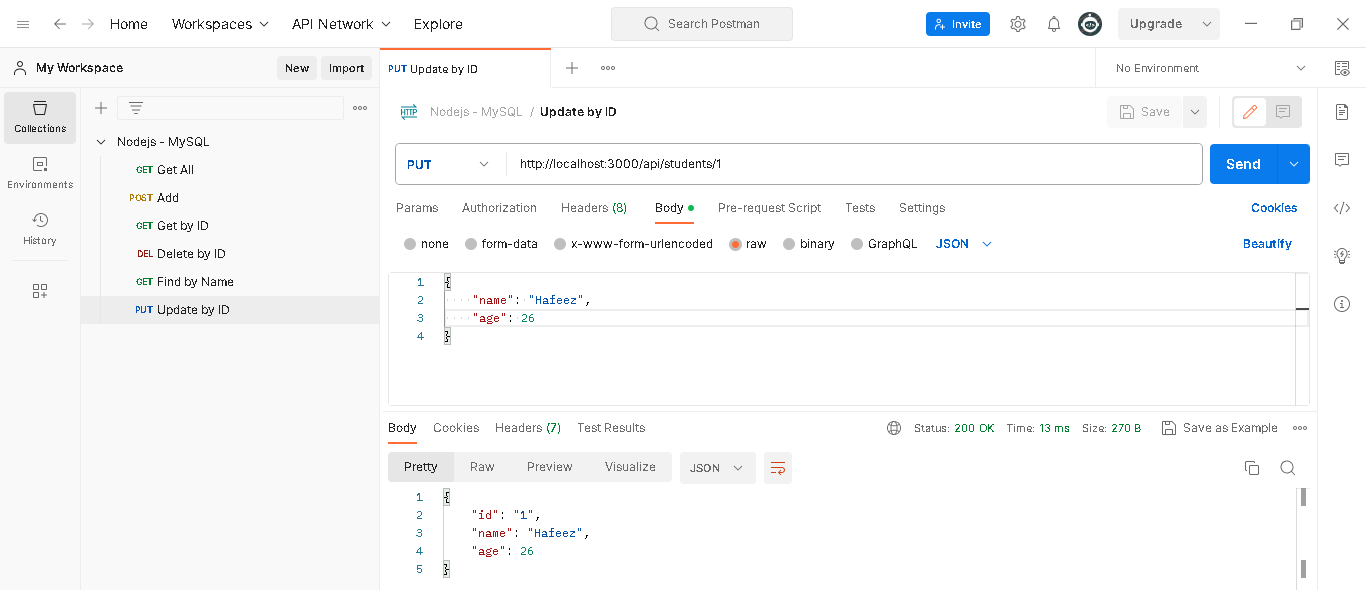 Home Workspaces API Network Explore Search Postman Invite Upgrade
My Workspace New Import PUT Update by ID No Environment
Collections
Environments
History
Nodejs - MySQL
GET Get All
POST Add
GET Get by ID
DEL Delete by ID
GET Find by Name
PUT Update by ID
HTTP Nodejs - MySQL / Update by ID Save
PUT http://localhost:3000/api/students/1 Send
Params Authorization Headers (8) Body Pre-request Script Tests Settings Cookies
none form-data x-www-form-urlencoded raw binary GraphQL JSON Beautify
1 {
2 "name": "Hafeez",
3 "age": 26
4 }
Body Cookies Headers (7) Test Results Status: 200 OK Time: 13 ms Size: 270 B Save as Example
Pretty Raw Preview Visualize JSON
1 {
2 "id": "1",
3 "name": "Hafeez",
4 "age": 26
5 }